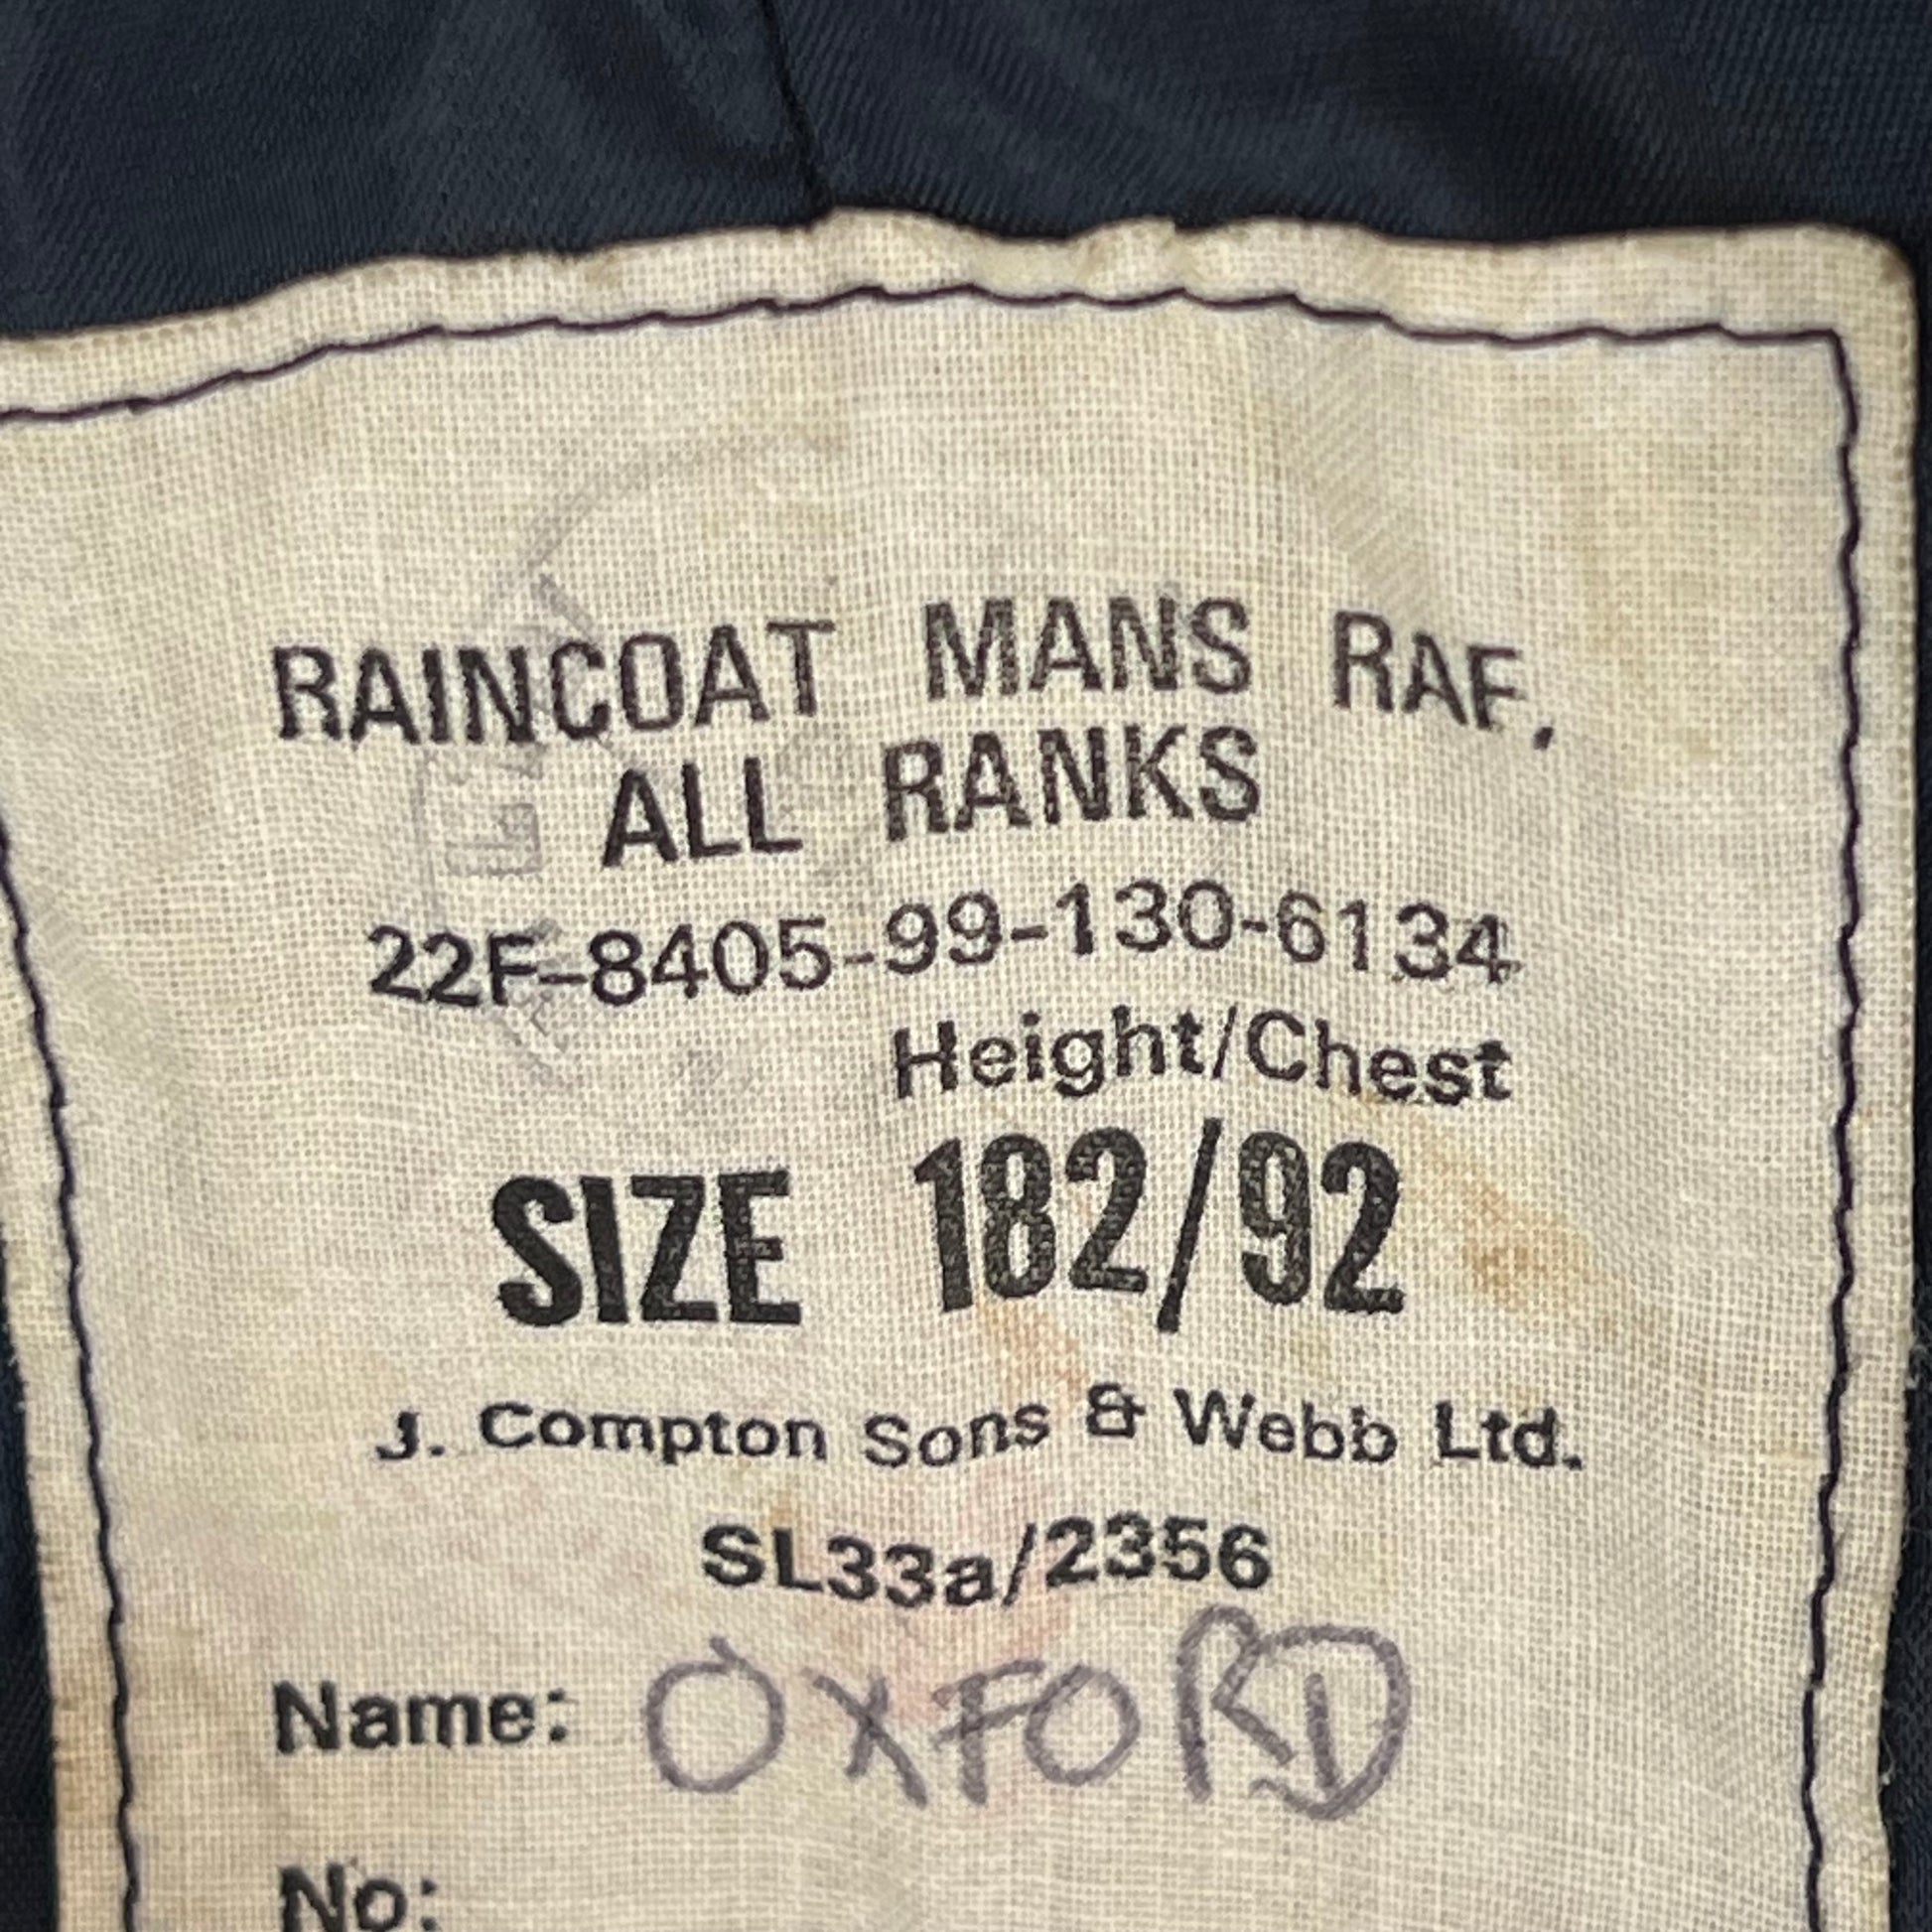 RAINCOAT MANS RAF.
ALL RANKS
22F-8405-99-130-6134
Height/Chest
SIZE 182/92
J. Compton Sons & Webb Ltd.
SL33a/2356
Name: OXFORD
No: